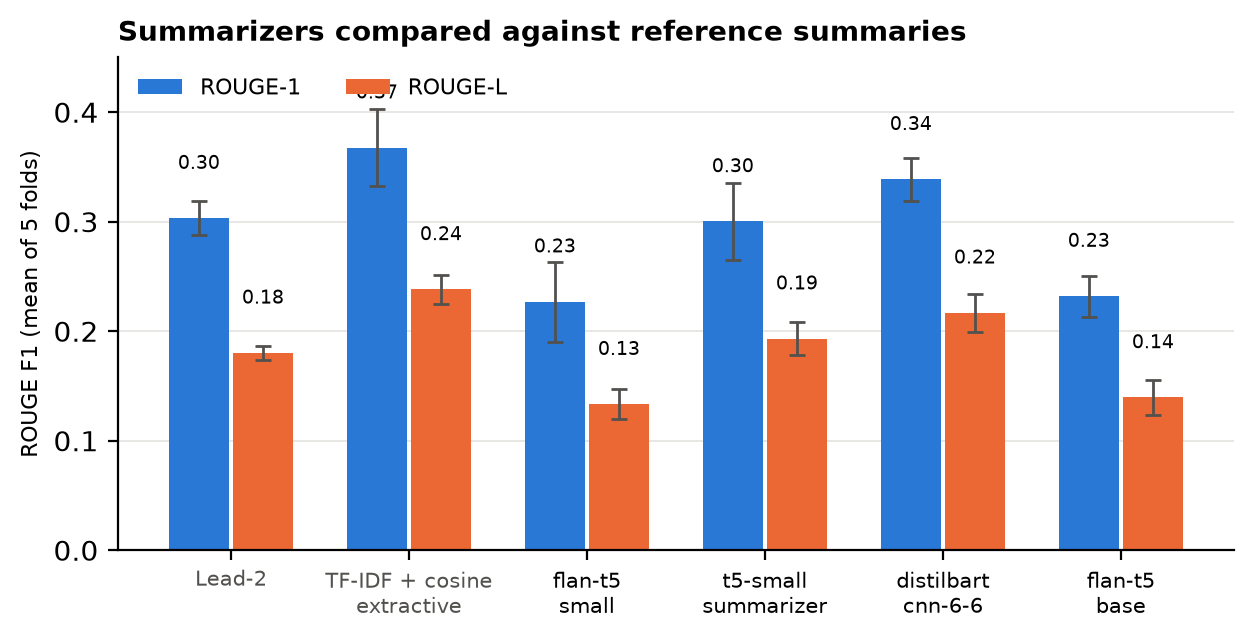 Summarizers compared against reference summaries
ROUGE-1 ROUGE-L
ROUGE F1 (mean of 5 folds)
0.4
0.3
0.2
0.1
0.0
0.30
0.18
0.37
0.24
0.23
0.13
0.30
0.19
0.34
0.22
0.23
0.14
Lead-2
TF-IDF + cosine
extractive
flan-t5
small
t5-small
summarizer
distilbart
cnn-6-6
flan-t5
base